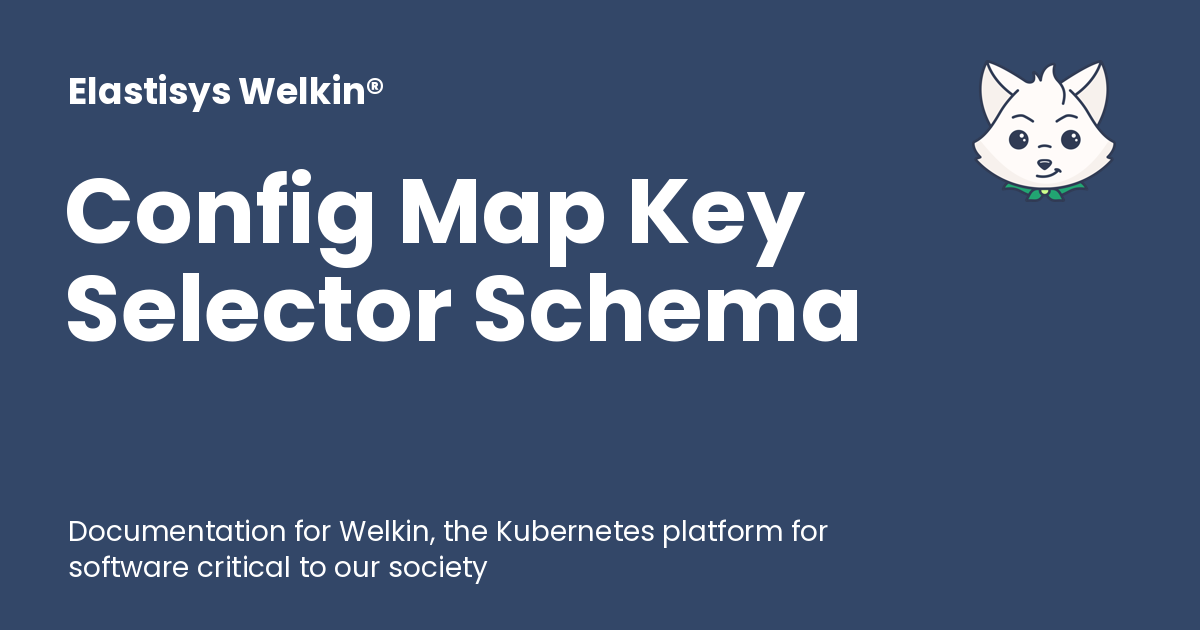 Elastisys Welkin®
Config Map Key
Selector Schema
Documentation for Welkin, the Kubernetes platform for
software critical to our society